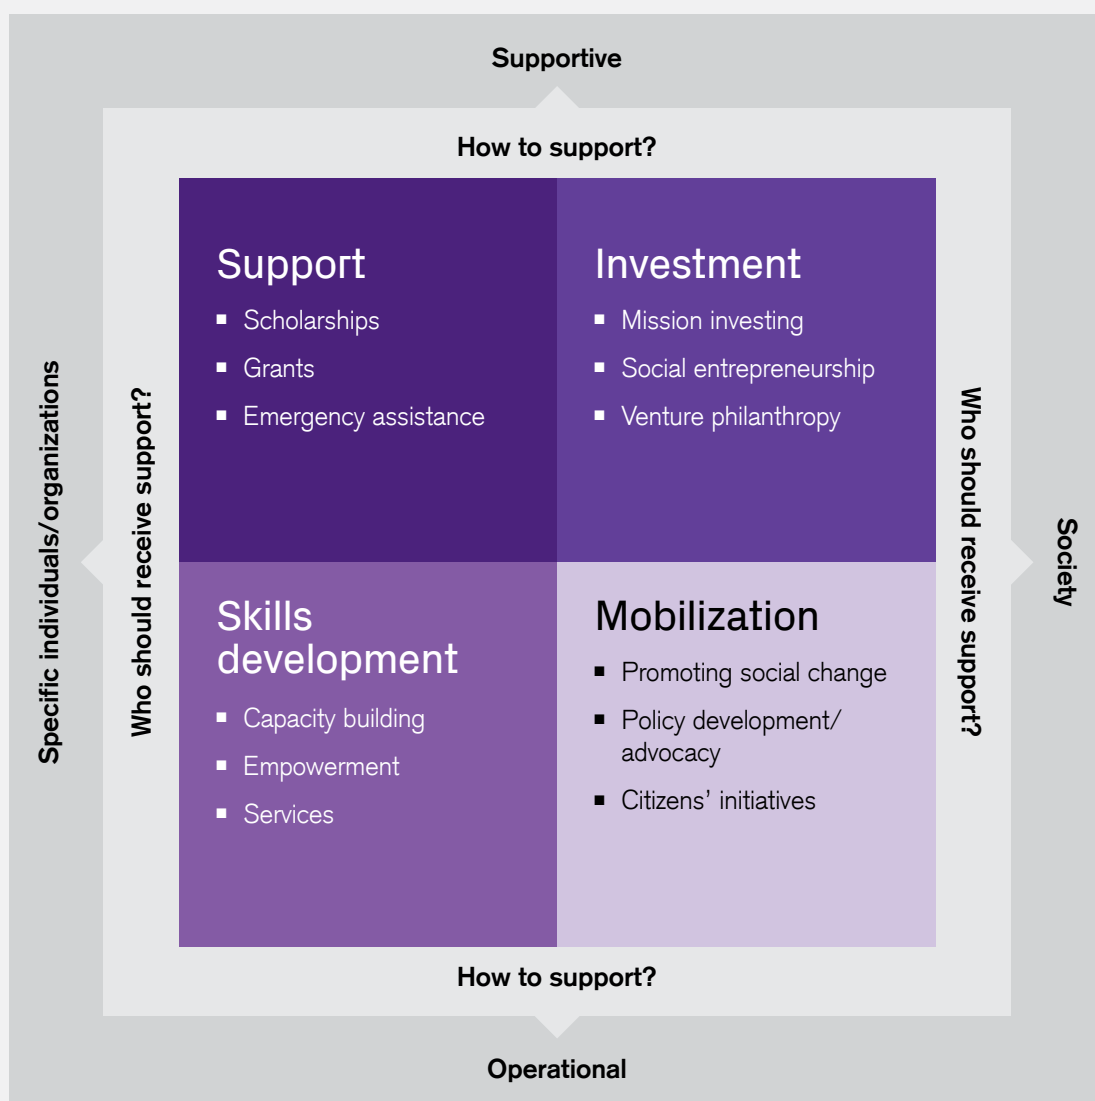 Supportive
How to support?
Specific individuals/organizations
Who should receive support?
Support
▪ Scholarships
▪ Grants
▪ Emergency assistance
Investment
▪ Mission investing
▪ Social entrepreneurship
▪ Venture philanthropy
Skills
development
▪ Capacity building
▪ Empowerment
▪ Services
Mobilization
▪ Promoting social change
▪ Policy development/
advocacy
▪ Citizens’ initiatives
Who should receive support?
Society
How to support?
Operational